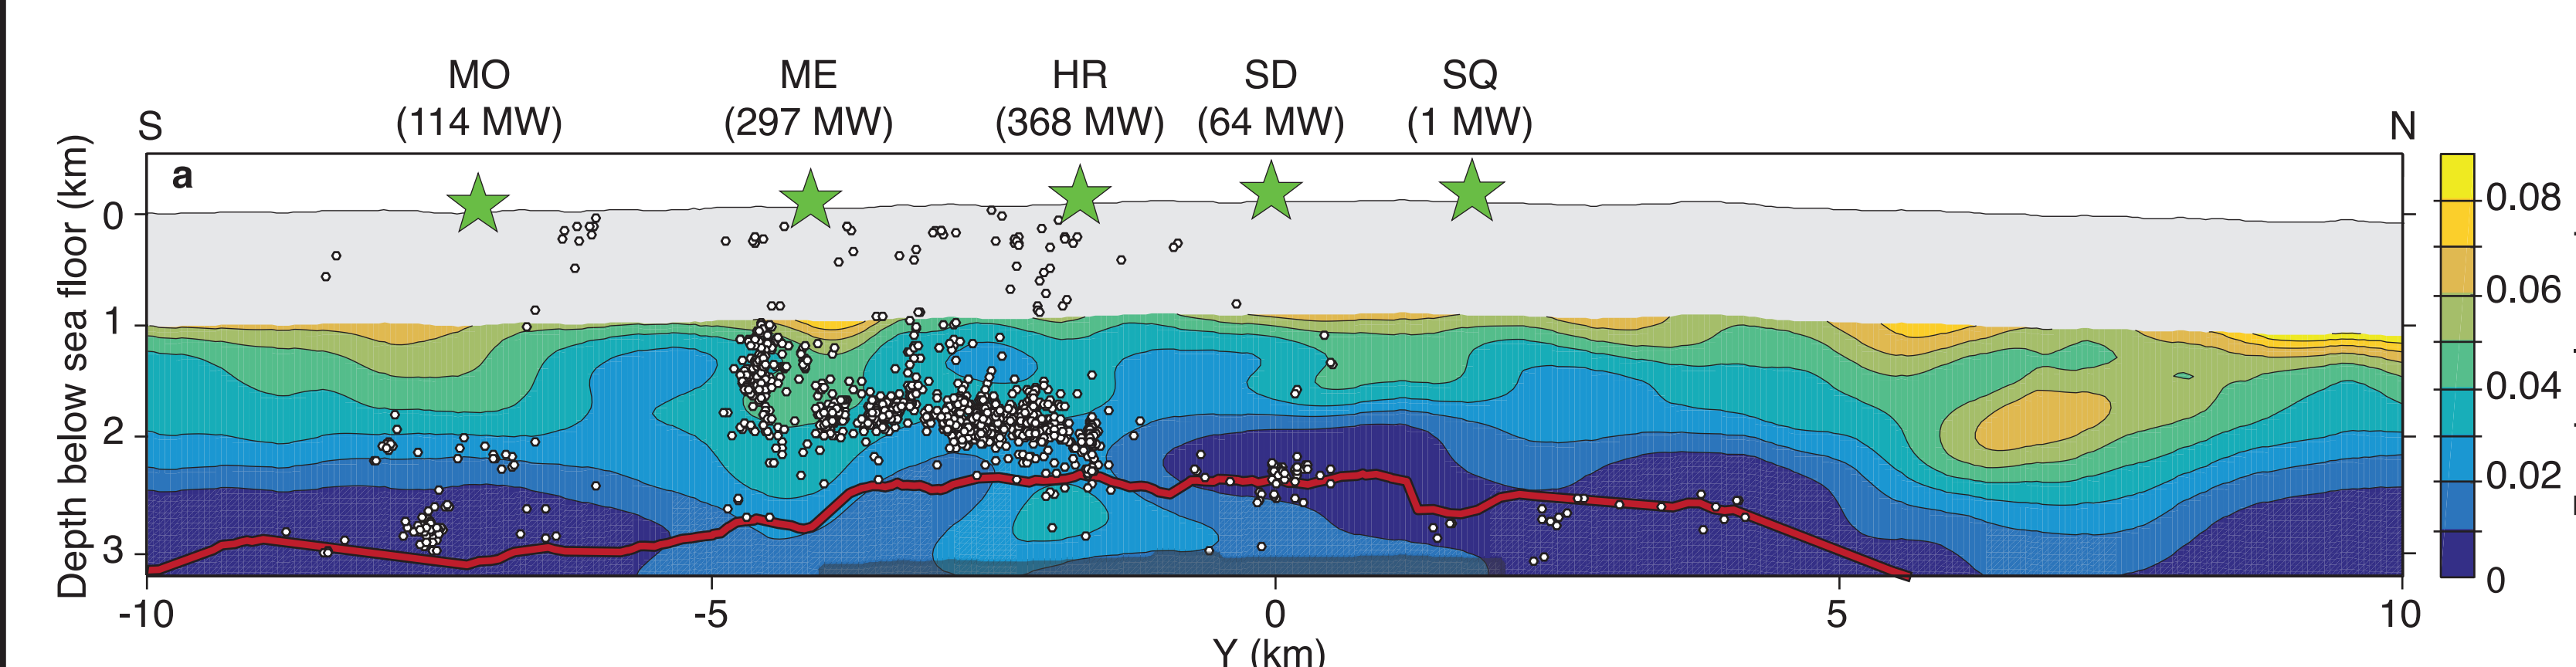 MO
(114 MW)
ME
(297 MW)
HR
(368 MW)
SD
(64 MW)
SQ
(1 MW)
S
N
a
Depth below sea floor (km)
0
1
2
3
-10
-5
0
5
10
Y (km)
0.08
0.06
0.04
0.02
0